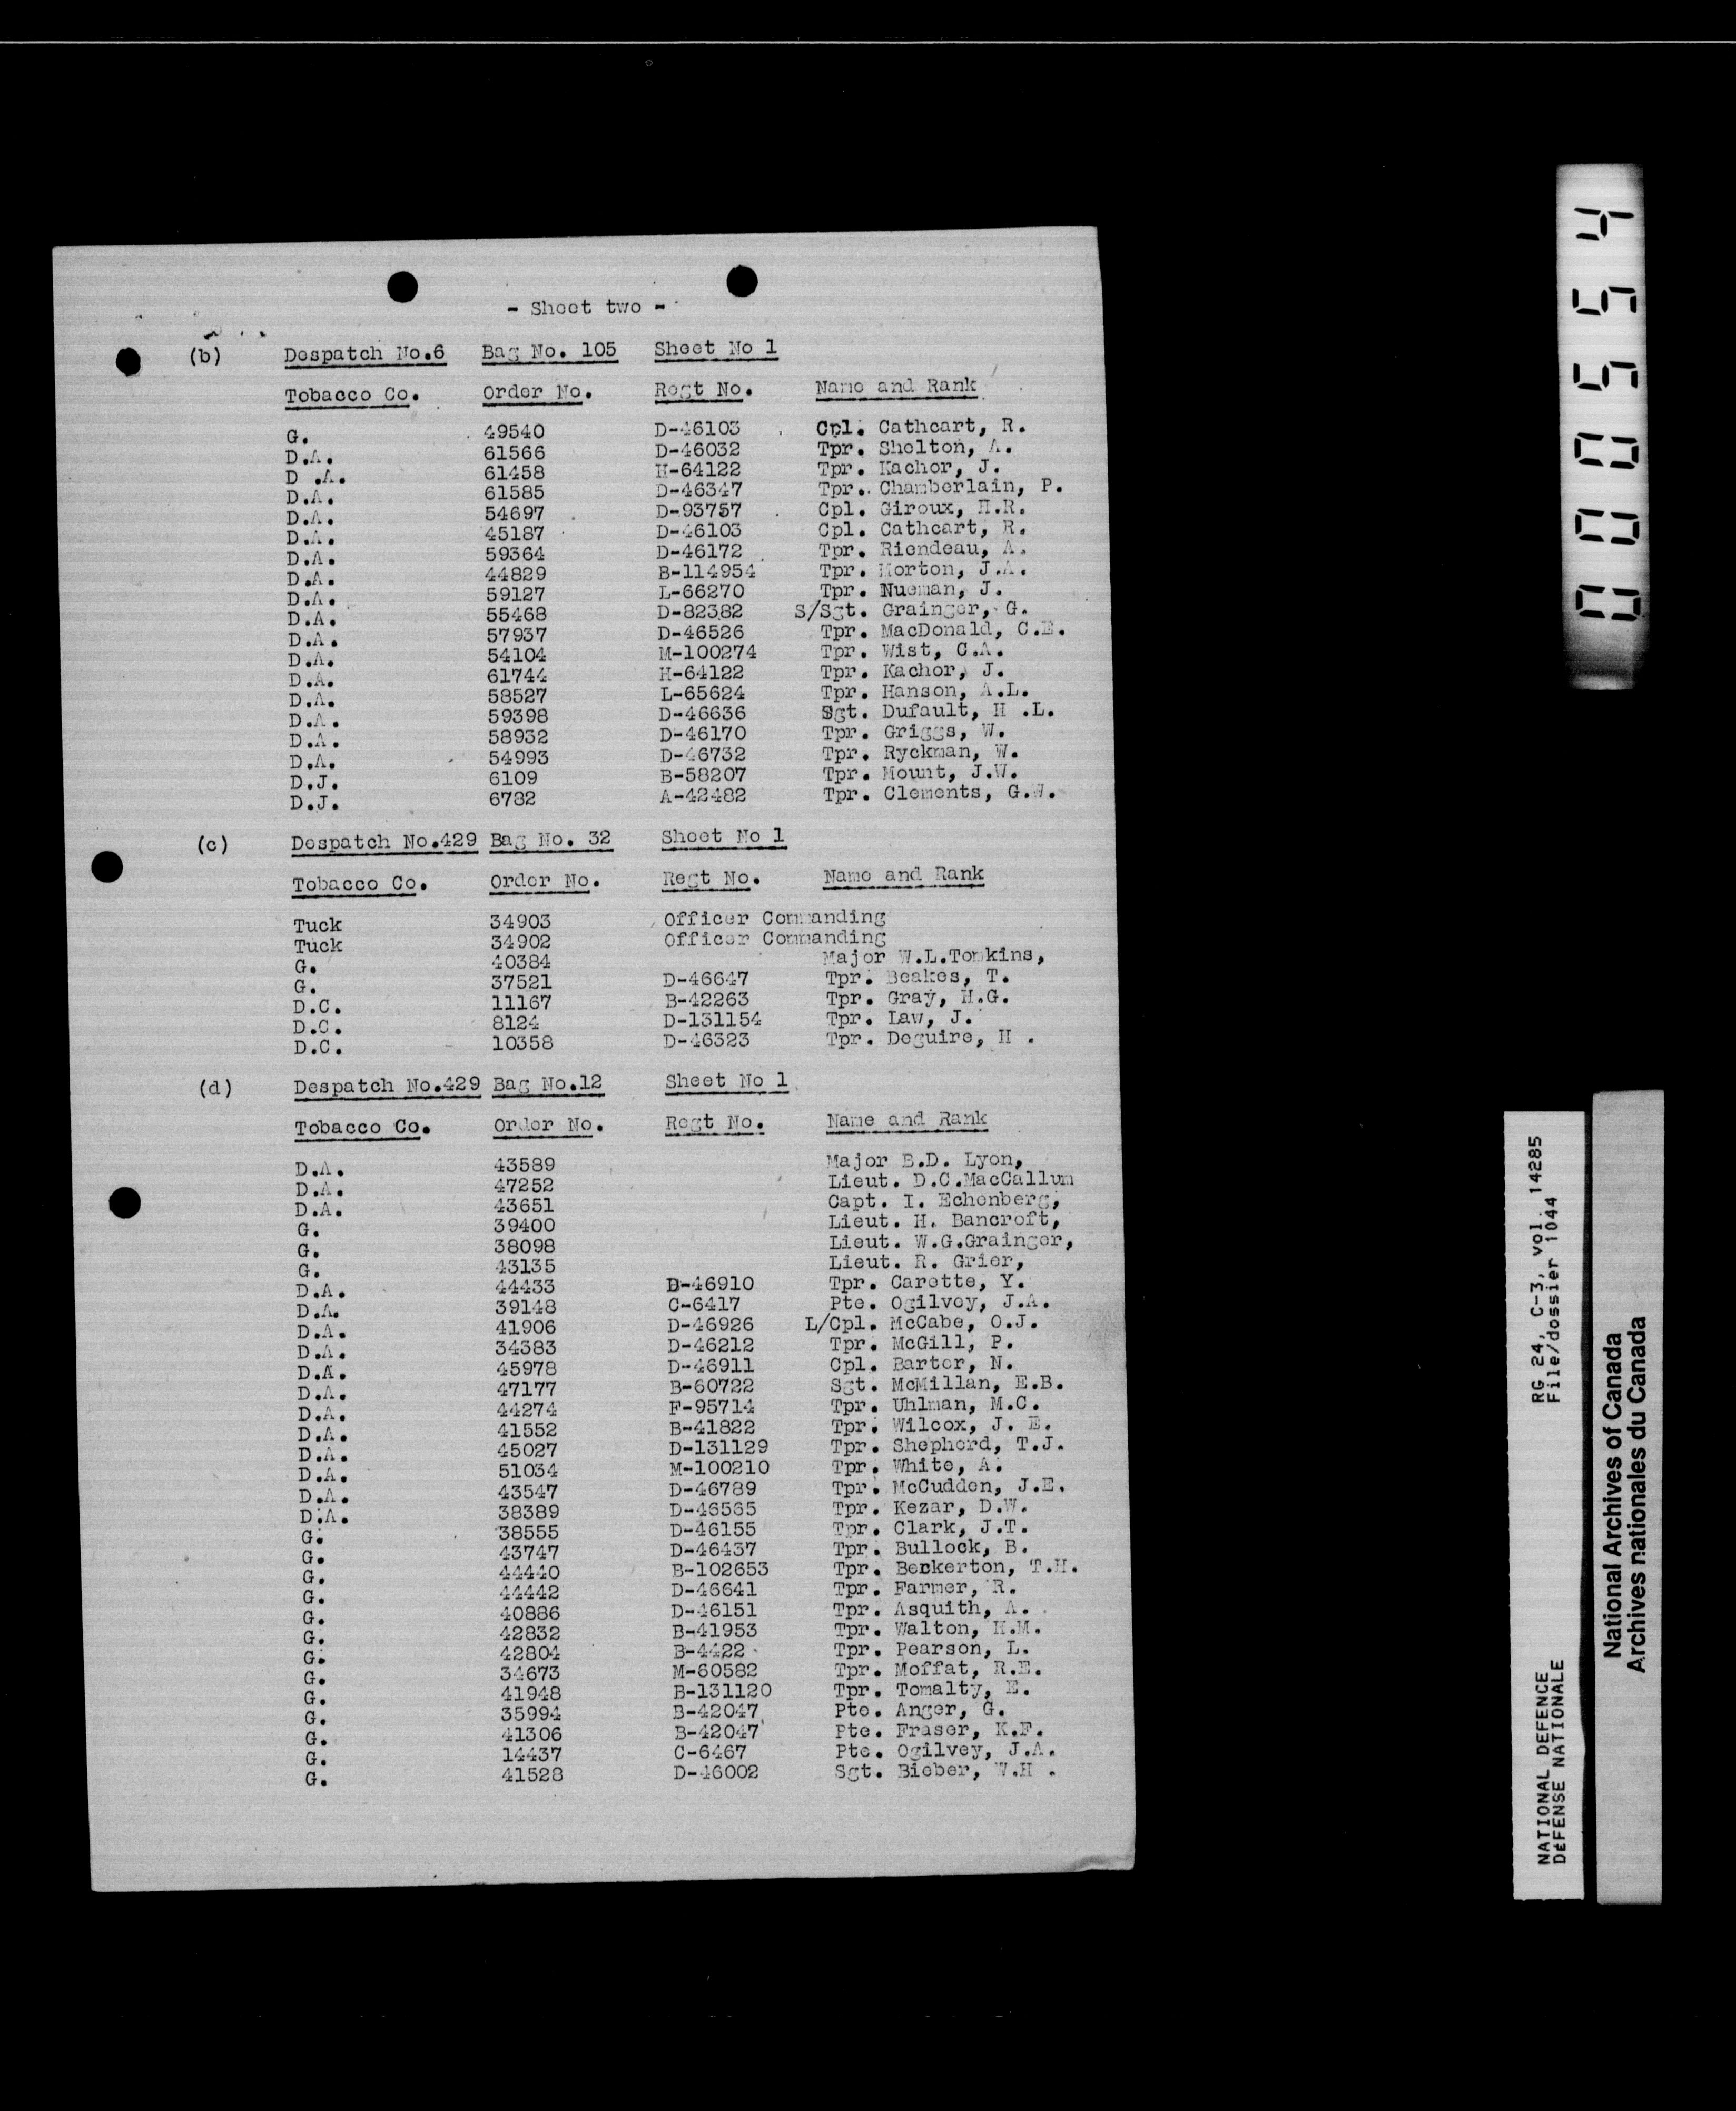 - Sheet two -
(b) Despatch No.6 Bag No. 105 Sheet No 1
Tobacco Co. Order No. Regt No. Name and Rank
G. 49540 D-46103 Cpl. Cathcart, R.
D.A. 61566 D-46032 Tpr. Shelton, A.
D .A. 61458 H-64122 Tpr. Kachor, J.
D.A. 61585 D-46347 Tpr. Chamberlain, P.
D.A. 54697 D-93757 Cpl. Giroux, H.R.
D.A. 45187 D-46103 Cpl. Cathcart, R.
D.A. 59364 D-46172 Tpr. Riendeau, A.
D.A. 44829 B-114954 Tpr. Horton, J.A.
D.A. 59127 L-66270 Tpr. Nueman, J.
D.A. 55468 D-82382 S/Sgt. Grainger, G.
D.A. 57937 D-46526 Tpr. MacDonald, C.E.
D.A. 54104 M-100274 Tpr. Wist, C.A.
D.A. 61744 H-64122 Tpr. Kachor, J.
D.A. 58527 L-65624 Tpr. Hanson, A.L.
D.A. 59398 D-46636 Sgt. Dufault, H .L.
D.A. 58932 D-46170 Tpr. Griggs, W.
D.A. 54993 D-46732 Tpr. Ryckman, W.
D.J. 6109 B-58207 Tpr. Mount, J.W.
D.J. 6782 A-42482 Tpr. Clements, G.W.
(c) Despatch No.429 Bag No. 32 Sheet No 1
Tobacco Co. Order No. Regt No. Name and Rank
Tuck 34903 Officer Commanding
Tuck 34902 Officer Commanding
G. 40384 Major W.L.Tomkins,
G. 37521 D-46647 Tpr. Beakes, T.
D.C. 11167 B-42263 Tpr. Gray, H.G.
D.C. 8124 D-131154 Tpr. Law, J.
D.C. 10358 D-46323 Tpr. Deguire, H .
(d) Despatch No.429 Bag No.12 Sheet No 1
Tobacco Co. Order No. Regt No. Name and Rank
D.A. 43589 Major B.D. Lyon,
D.A. 47252 Lieut. D.C.MacCallum
D.A. 43651 Capt. I. Echenberg,
G. 39400 Lieut. H. Bancroft,
G. 38098 Lieut. W.G.Grainger,
G. 43135 Lieut. R. Grier,
D.A. 44433 D-46910 Tpr. Carette, Y.
D.A. 39148 C-6417 Pte. Ogilvey, J.A.
D.A. 41906 D-46926 L/Cpl. McCabe, O.J.
D.A. 34383 D-46212 Tpr. McGill, P.
D.A. 45978 D-46911 Cpl. Barter, N.
D.A. 47177 B-60722 Sgt. McMillan, E.B.
D.A. 44274 F-95714 Tpr. Uhlman, M.C.
D.A. 41552 B-41822 Tpr. Wilcox, J. E.
D.A. 45027 D-131129 Tpr. Shepherd, T.J.
D.A. 51034 M-100210 Tpr. White, A.
D.A. 43547 D-46789 Tpr. McCudden, J.E.
D.A. 38389 D-46565 Tpr. Kezar, D.W.
G. 38555 D-46155 Tpr. Clark, J.T.
G. 43747 D-46437 Tpr. Bullock, B.
G. 44440 B-102653 Tpr. Beckerton, T.H.
G. 44442 D-46641 Tpr. Farmer, R.
G. 40886 D-46151 Tpr. Asquith, A.
G. 42832 B-41953 Tpr. Walton, H.M.
G. 42804 B-4422 Tpr. Pearson, L.
G. 34673 M-60582 Tpr. Moffat, R.E.
G. 41948 B-131120 Tpr. Tomalty, E.
G. 35994 B-42047 Pte. Anger, G.
G. 41306 B-42047 Pte. Fraser, K.F.
G. 14437 C-6467 Pte. Ogilvey, J.A.
G. 41528 D-46002 Sgt. Bieber, W.H .
000554
RG 24, C-3, vol. 14285
File/dossier 1044
NATIONAL DEFENCE
DÉFENSE NATIONALE
National Archives of Canada
Archives nationales du Canada